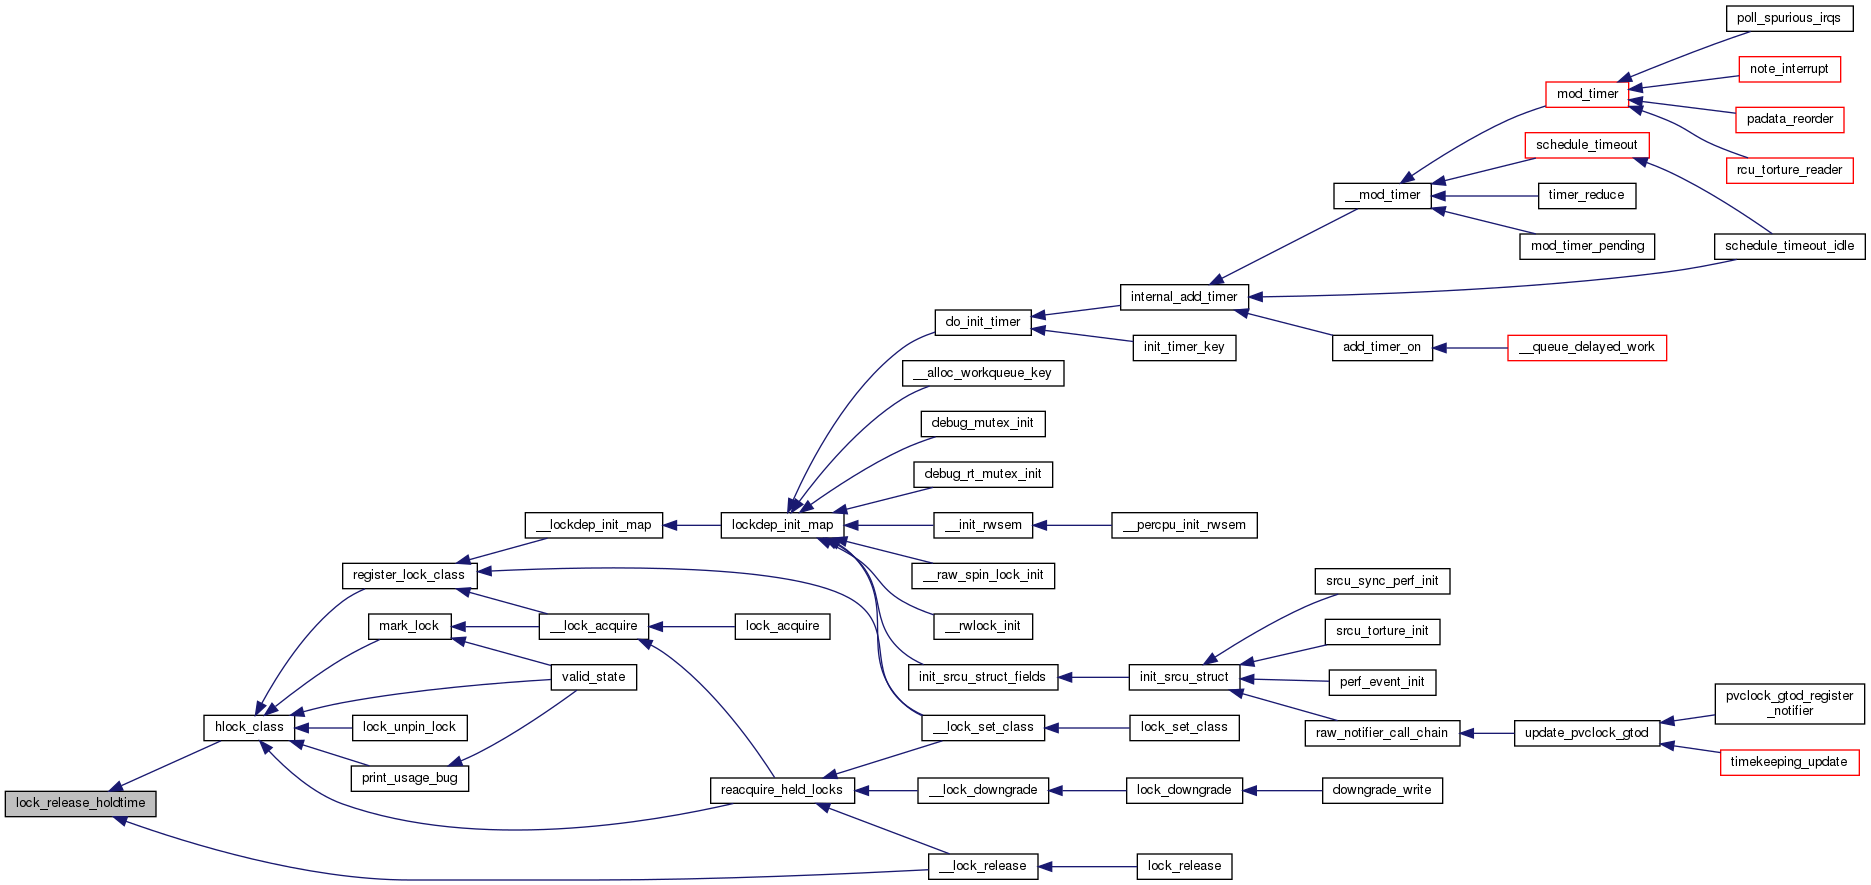 poll_spurious_irqs
note_interrupt
mod_timer
padata_reorder
schedule_timeout
rcu_torture_reader
__mod_timer
timer_reduce
mod_timer_pending
schedule_timeout_idle
internal_add_timer
do_init_timer
init_timer_key
add_timer_on
__queue_delayed_work
__alloc_workqueue_key
debug_mutex_init
debug_rt_mutex_init
__lockdep_init_map
lockdep_init_map
__init_rwsem
__percpu_init_rwsem
register_lock_class
__raw_spin_lock_init
srcu_sync_perf_init
mark_lock
__lock_acquire
lock_acquire
__rwlock_init
srcu_torture_init
valid_state
init_srcu_struct_fields
init_srcu_struct
perf_event_init
hlock_class
lock_unpin_lock
__lock_set_class
lock_set_class
raw_notifier_call_chain
update_pvclock_gtod
pvclock_gtod_register
_notifier
timekeeping_update
print_usage_bug
lock_release_holdtime
reacquire_held_locks
__lock_downgrade
lock_downgrade
downgrade_write
__lock_release
lock_release